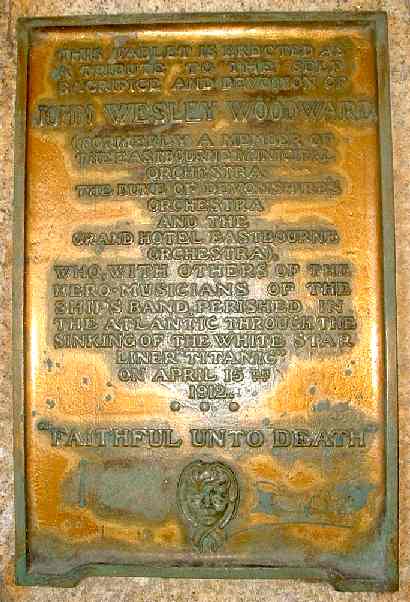 THIS TABLET IS ERECTED AS
A TRIBUTE TO THE SELF
SACRIFICE AND DEVOTION OF
JOHN WESLEY WOODWARD
(FORMERLY A MEMBER OF
THE EASTBOURNE MUNICIPAL
ORCHESTRA
THE DUKE OF DEVONSHIRE'S
ORCHESTRA
AND THE
GRAND HOTEL EASTBOURNE
ORCHESTRA),
WHO, WITH OTHERS OF THE
HERO-MUSICIANS OF THE
SHIP'S BAND, PERISHED IN
THE ATLANTIC THROUGH THE
SINKING OF THE WHITE STAR
LINER "TITANIC"
ON APRIL 15TH
1912.
"FAITHFUL UNTO DEATH"